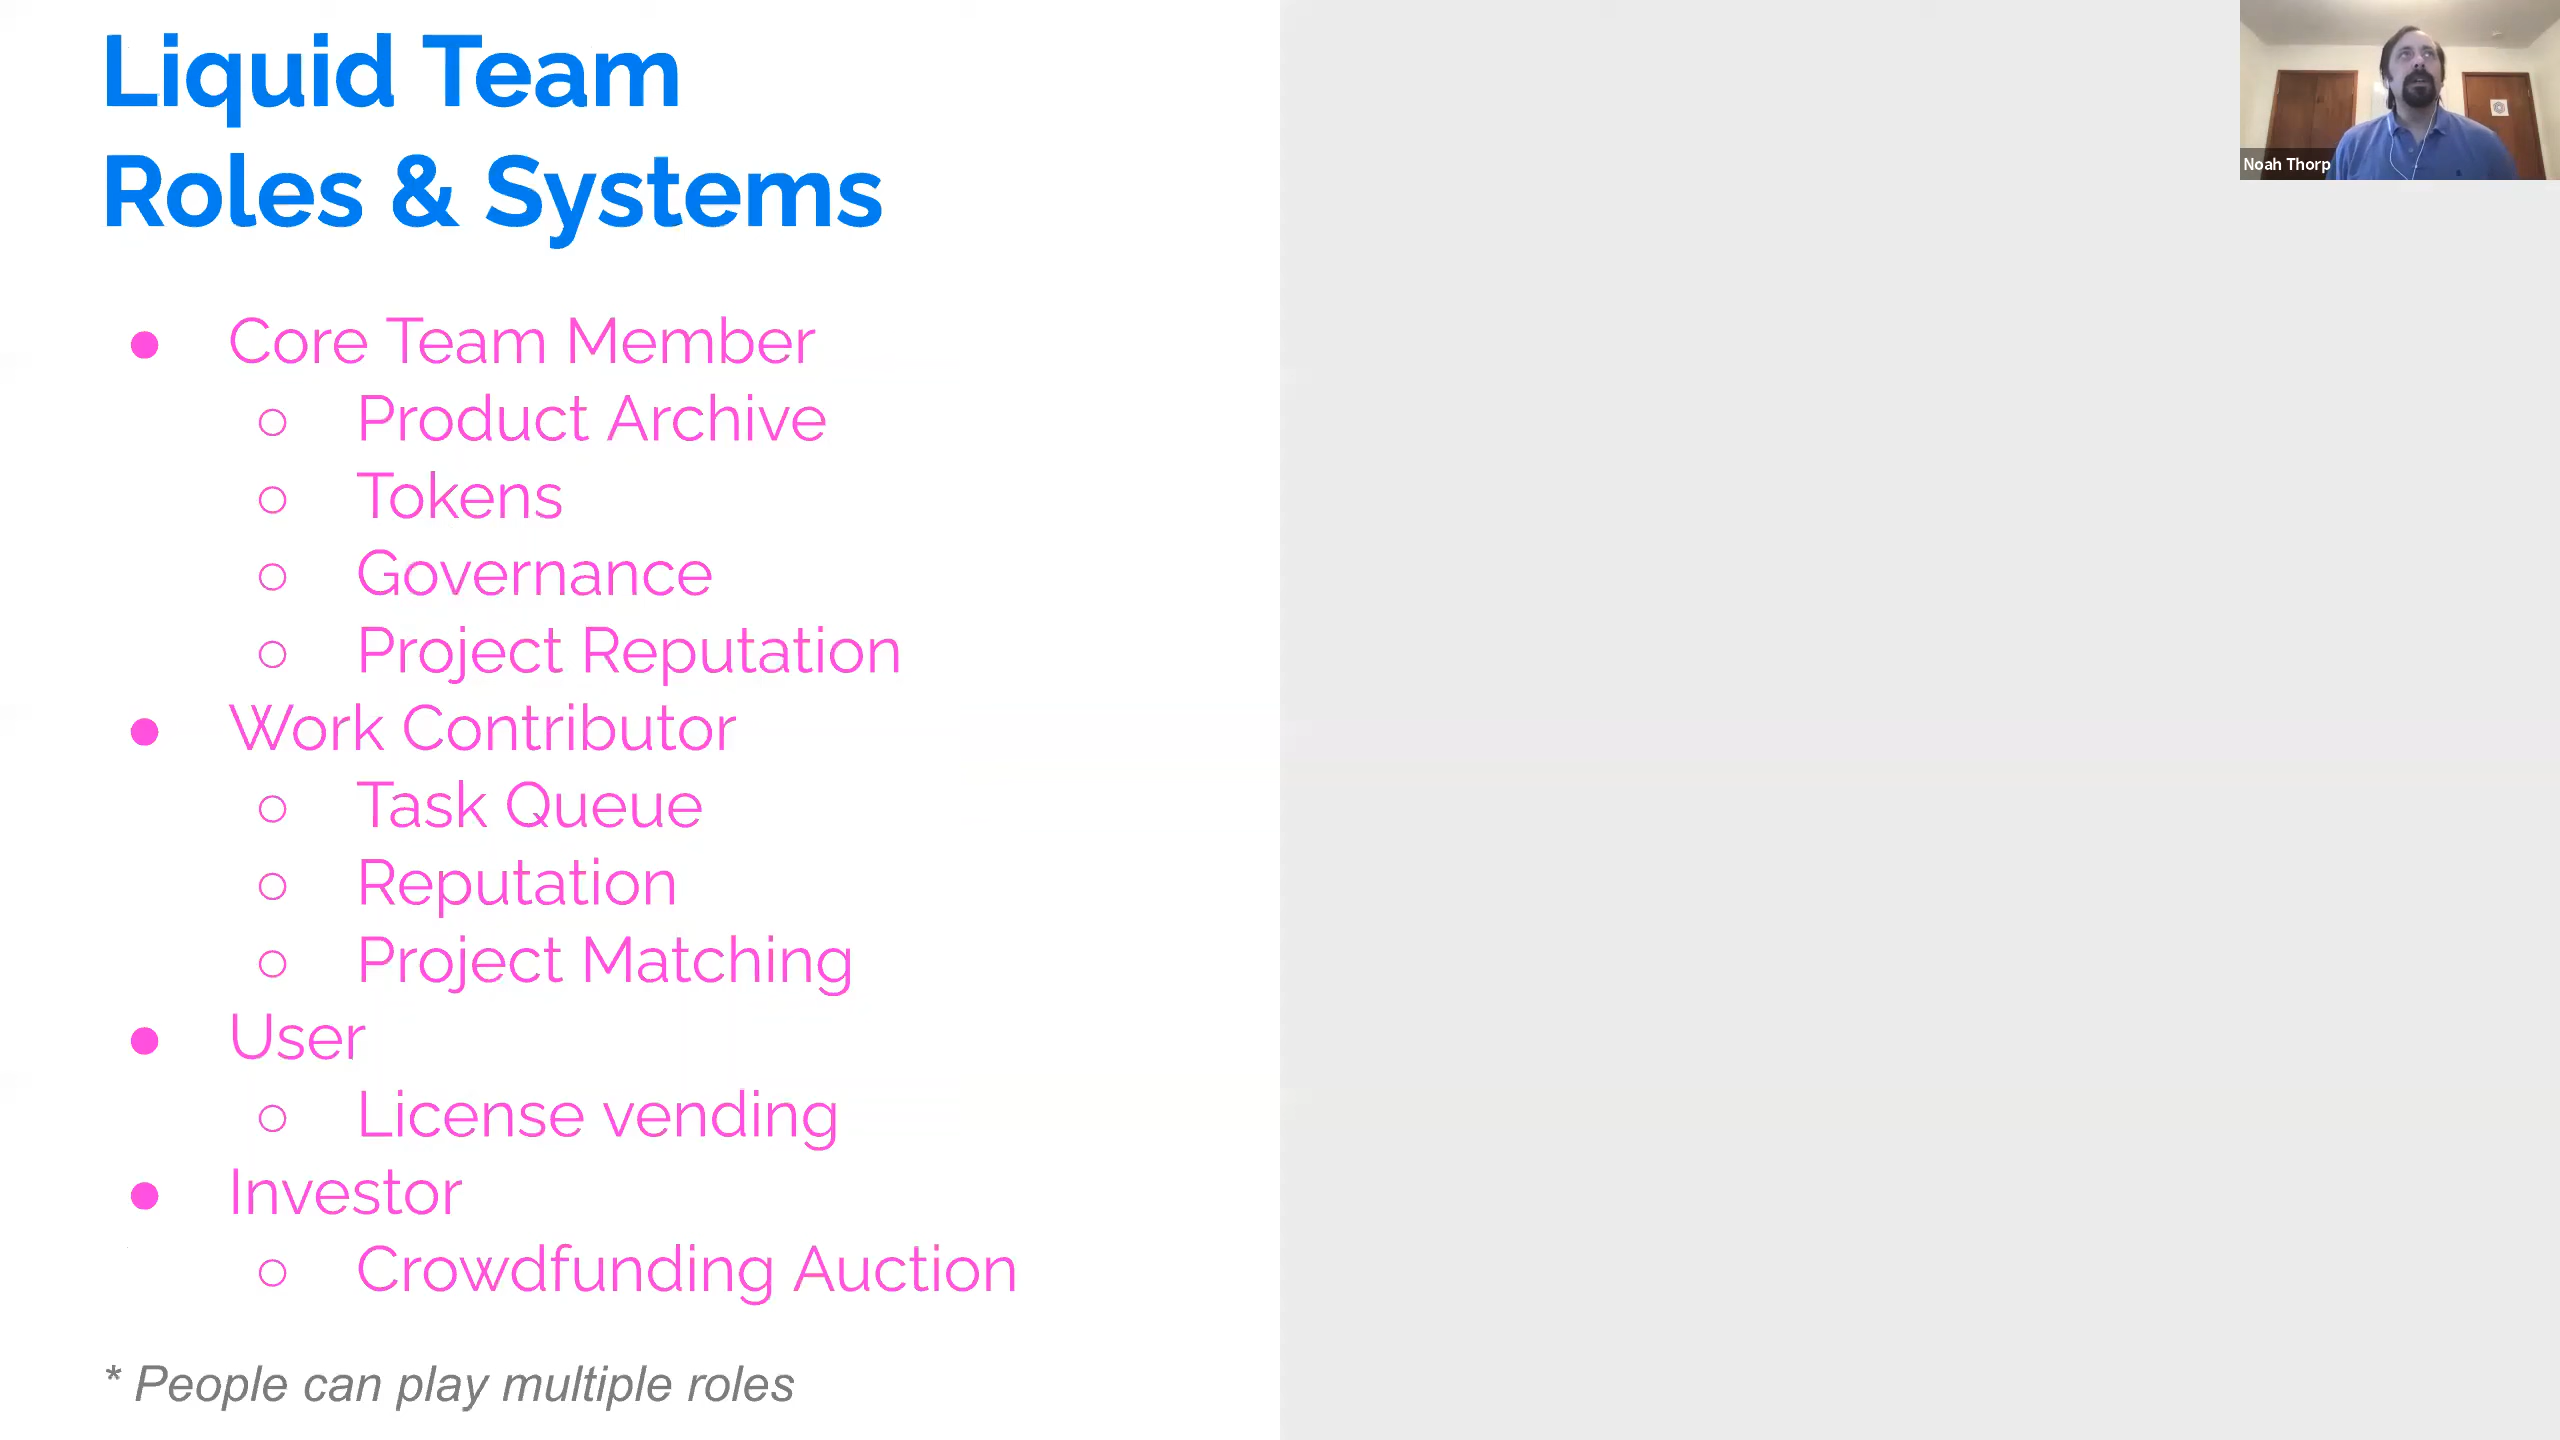 Liquid Team
Roles & Systems
● Core Team Member
○ Product Archive
○ Tokens
○ Governance
○ Project Reputation
● Work Contributor
○ Task Queue
○ Reputation
○ Project Matching
● User
○ License vending
● Investor
○ Crowdfunding Auction
* People can play multiple roles
Noah Thorp